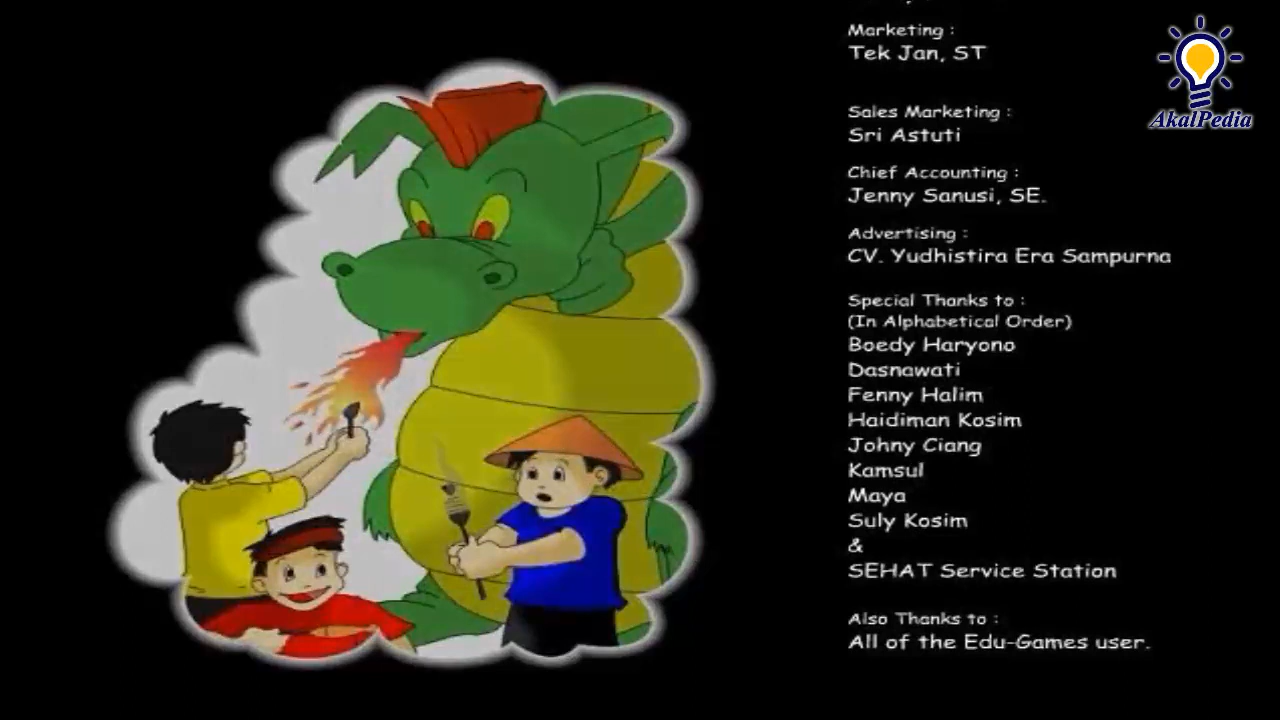 Marketing :
Tek Jan, ST
Sales Marketing :
Sri Astuti
Chief Accounting :
Jenny Sanusi, SE.
Advertising :
CV. Yudhistira Era Sampurna
Special Thanks to :
(In Alphabetical Order)
Boedy Haryono
Dasnawati
Fenny Halim
Haidiman Kosim
Johny Ciang
Kamsul
Maya
Suly Kosim
&
SEHAT Service Station
Also Thanks to :
All of the Edu-Games user.
AkalPedia